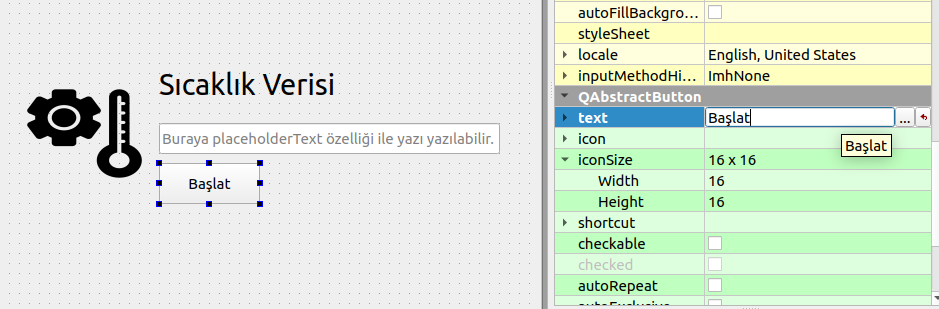 Sıcaklık Verisi
Buraya placeholderText özelliği ile yazı yazılabilir.
Başlat
autoFillBackgro...
styleSheet
locale English, United States
inputMethodHi... ImhNone
QAbstractButton
text Başlat ...
icon
Başlat
iconSize 16 x 16
Width 16
Height 16
shortcut
checkable
checked
autoRepeat
autoExclusive